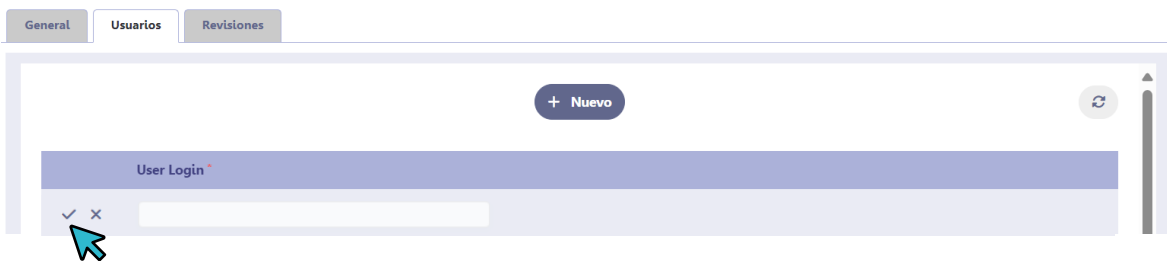 General Usuarios Revisiones
+ Nuevo
User Login *